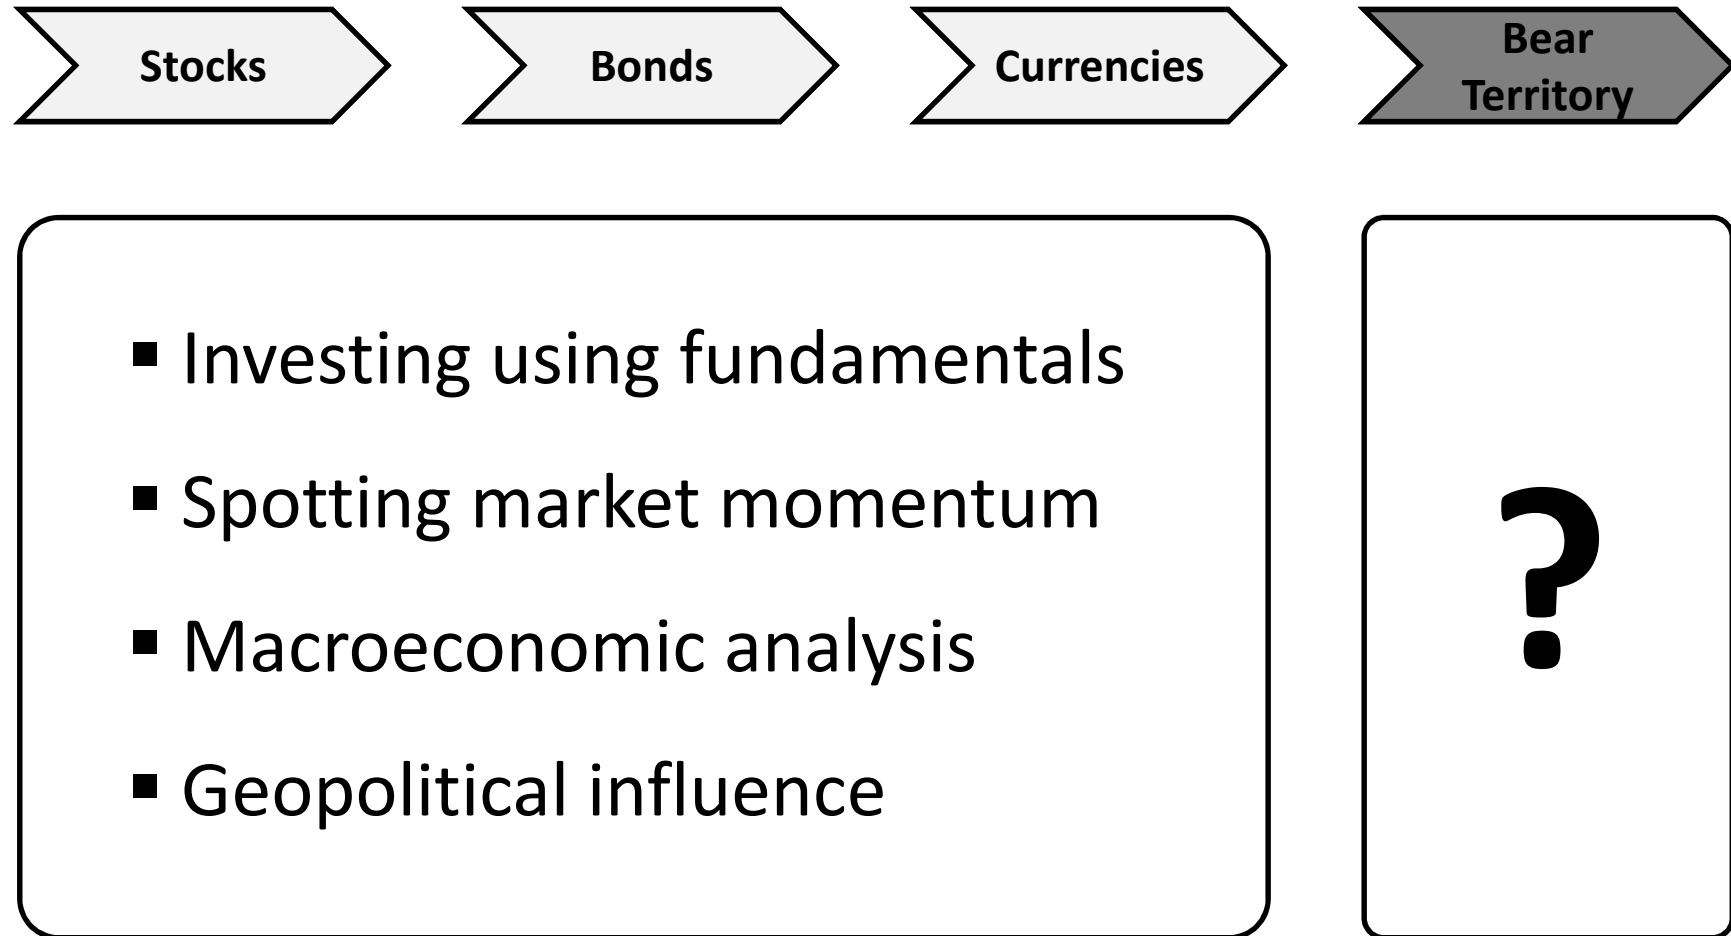 Stocks
Bonds
Currencies
Bear
Territory
▪ Investing using fundamentals
▪ Spotting market momentum
▪ Macroeconomic analysis
▪ Geopolitical influence
?